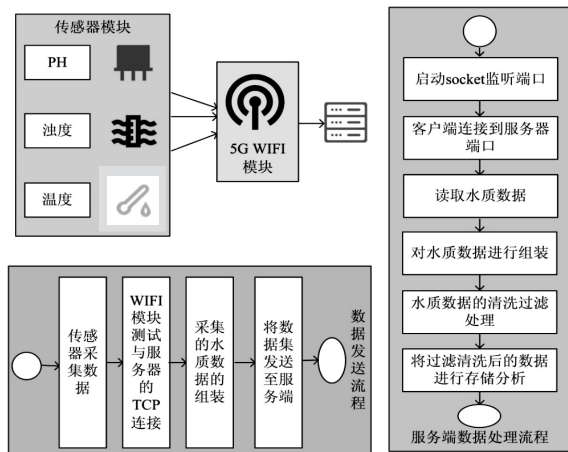 传感器模块
PH
浊度
温度
5G WIFI
模块
传感
器采
集数
据
WIFI
模块
测试
与服
务器
的
TCP
连接
采集
的水
质数
据的
组装
将数
据集
发送
至服
务端
数据发送流程
启动socket监听端口
客户端连接到服务器
端口
读取水质数据
对水质数据进行组装
水质数据的清洗过滤
处理
将过滤清洗后的数据
进行存储分析
服务端数据处理流程